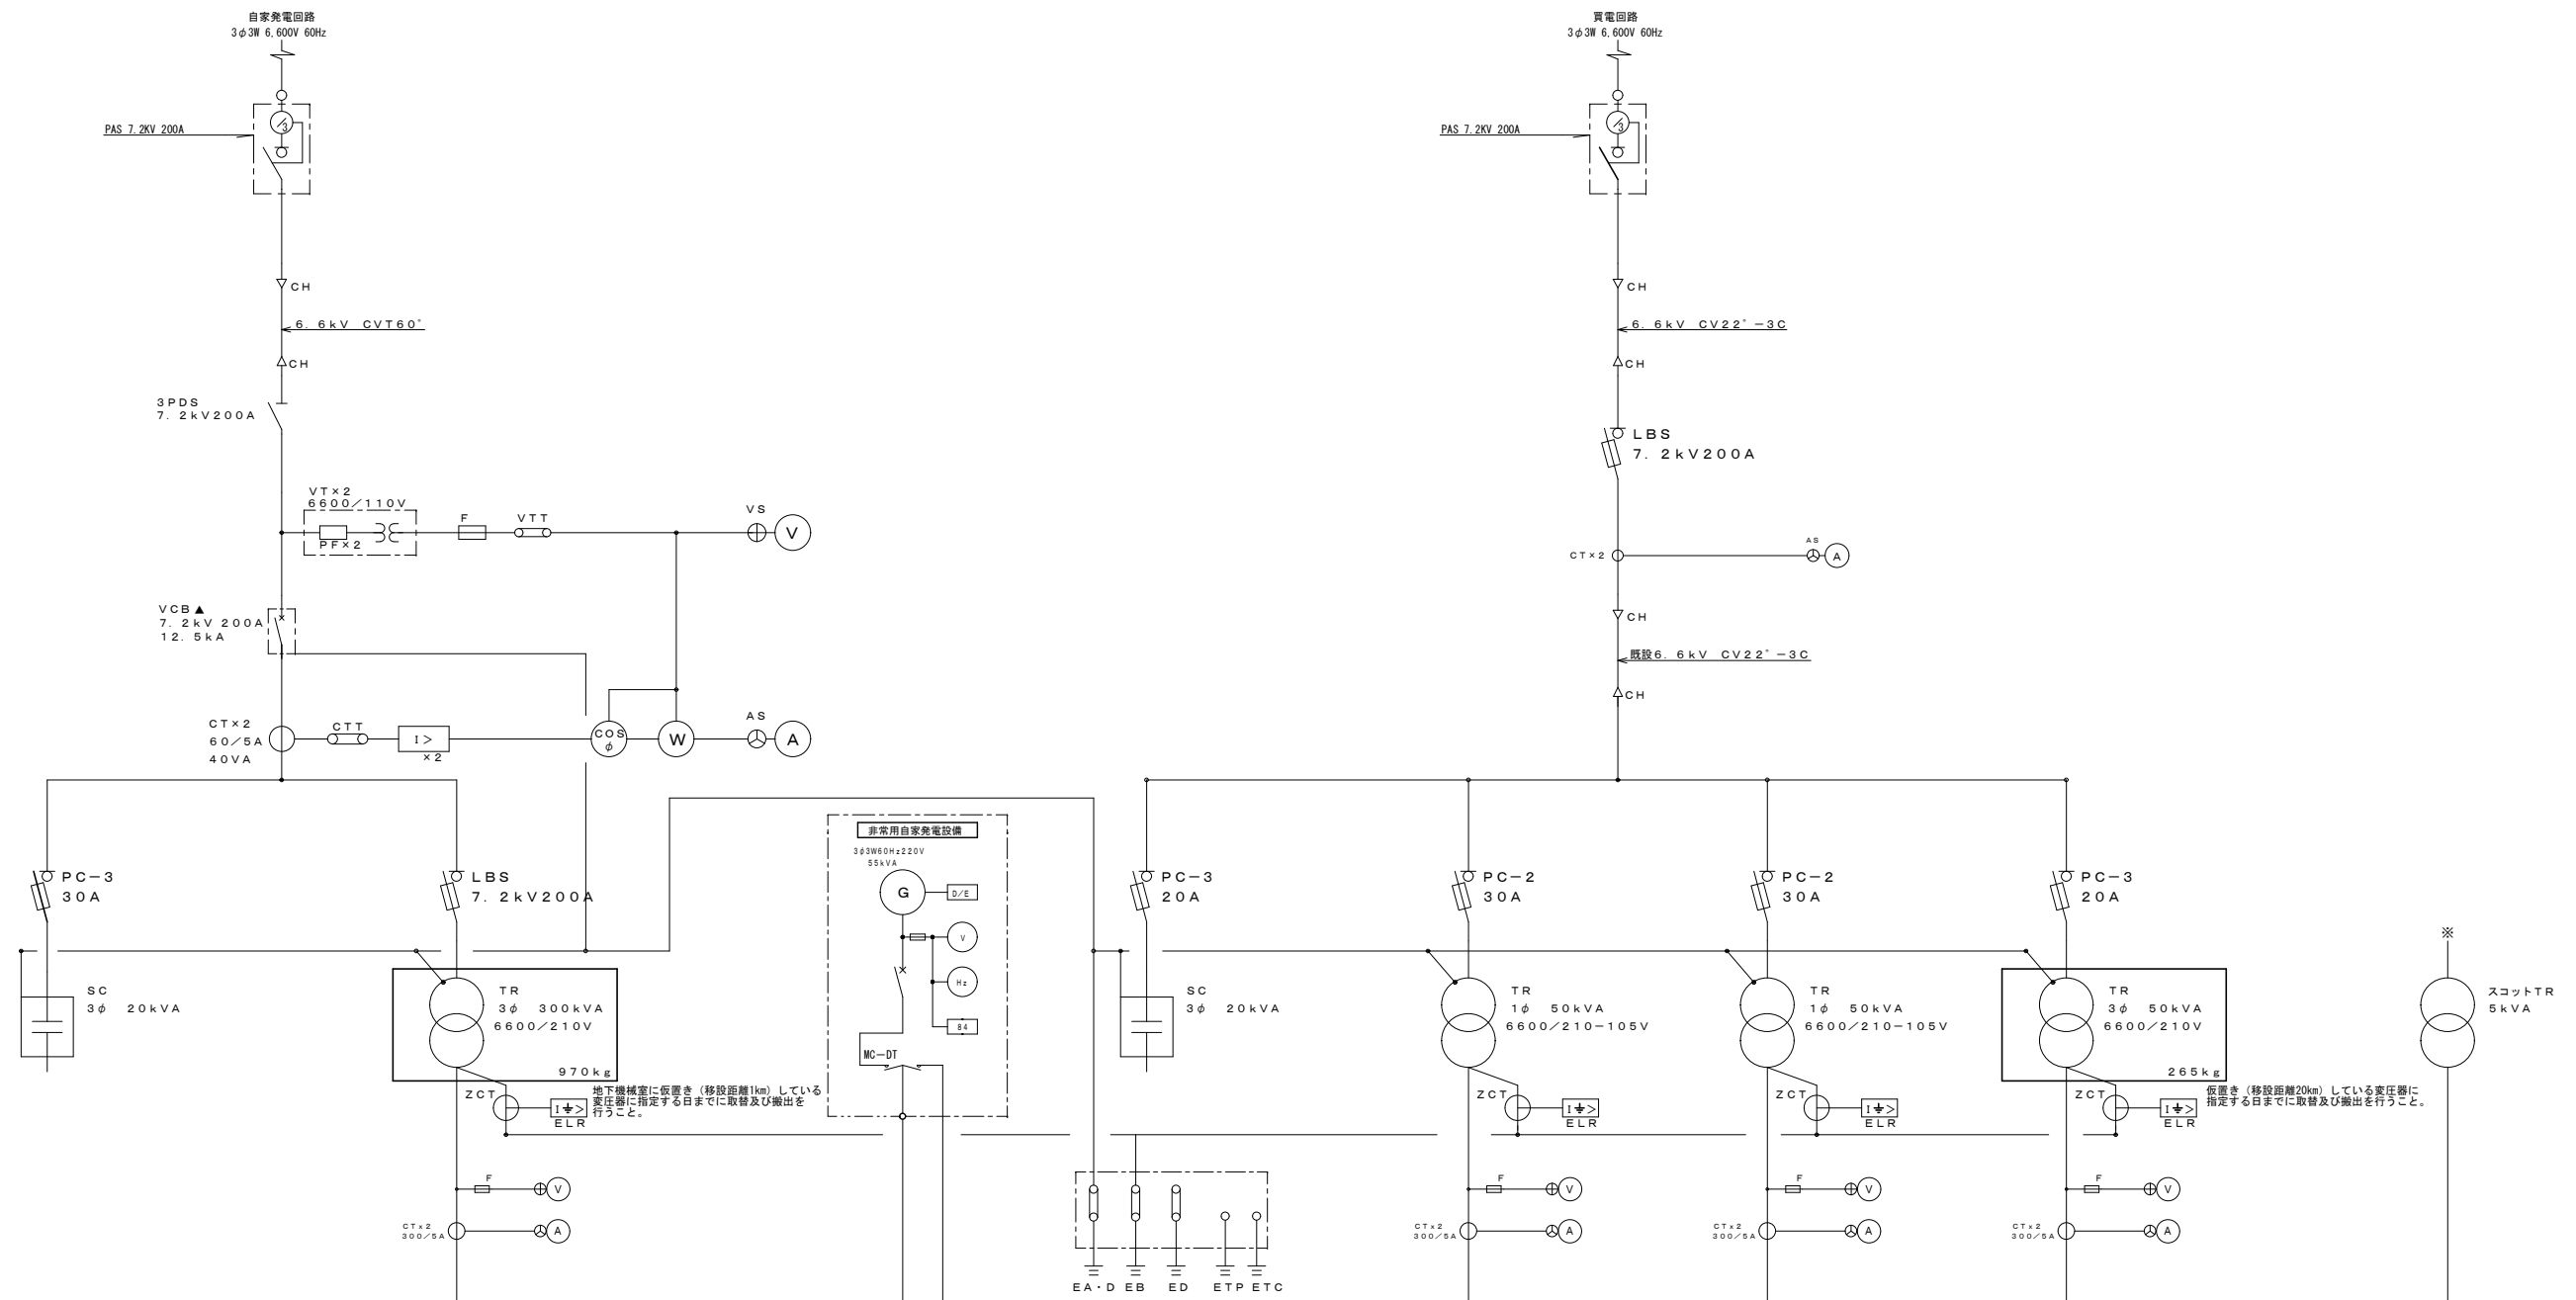 自家発電回路
3φ3W 6,600V 60Hz
PAS 7.2KV 200A
CH
6.6kV CVT60°
CH
3PDS
7.2kV200A
VT×2
6600/110V
PF×2
F
VTT
VS
V
VCB▲
7.2kV 200A
12.5kA
CT×2
60/5A
40VA
CTT
I>
×2
COS
φ
W
AS
A
PC-3
30A
LBS
7.2kV200A
SC
3φ 20kVA
TR
3φ 300kVA
6600/210V
970kg
地下機械室に仮置き（移設距離1km）している
変圧器に指定する日までに取替及び搬出を
行うこと。
ZCT
I>
ELR
F
V
CT×2
300/5A
A
非常用自家発電設備
3φ3W60Hz220V
55kVA
G
D/E
V
Hz
84
MC-DT
EA・D
EB
ED
ETP
ETC
買電回路
3φ3W 6,600V 60Hz
PAS 7.2KV 200A
CH
6.6kV CV22°-3C
CH
LBS
7.2kV200A
CT×2
AS
A
CH
既設6.6kV CV22°-3C
CH
PC-3
20A
PC-2
30A
PC-2
30A
PC-3
20A
SC
3φ 20kVA
TR
1φ 50kVA
6600/210-105V
TR
1φ 50kVA
6600/210-105V
TR
3φ 50kVA
6600/210V
265kg
仮置き（移設距離20km）している変圧器に
指定する日までに取替及び搬出を行うこと。
ZCT
I>
ELR
ZCT
I>
ELR
ZCT
I>
ELR
F
V
F
V
F
V
CT×2
300/5A
A
CT×2
300/5A
A
CT×2
300/5A
A
※
スコットTR
5kVA